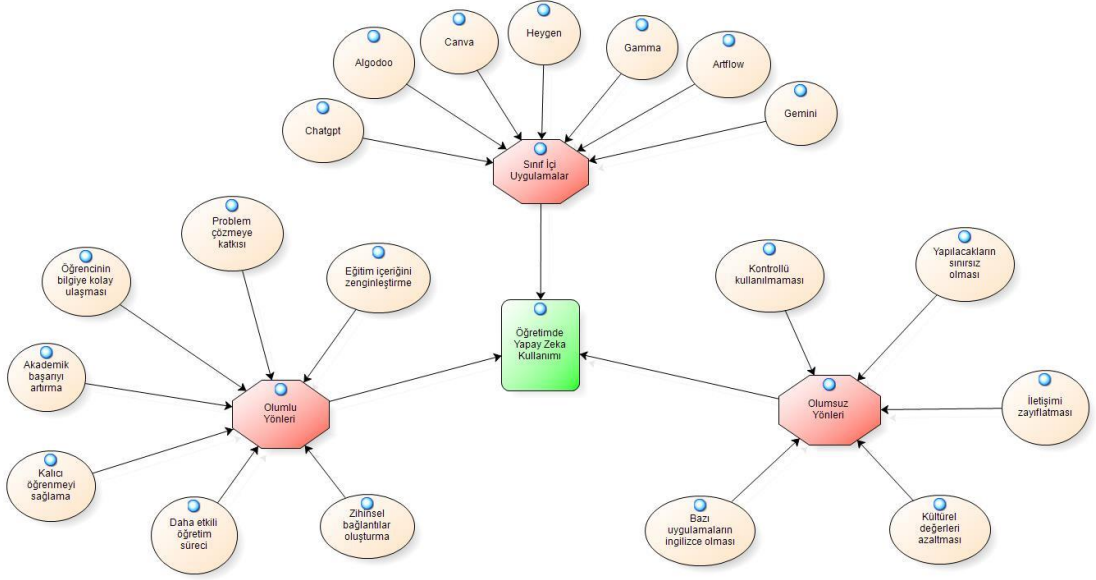 Heygen
Canva
Gamma
Algodoo
Artflow
Chatgpt
Gemini
Sınıf İçi
Uygulamalar
Problem
çözmeye
katkısı
Öğrencinin
bilgiye kolay
ulaşması
Eğitim içeriğini
zenginleştirme
Akademik
başarıyı
artırma
Kalıcı
öğrenmeyi
sağlama
Daha etkili
öğretim
süreci
Zihinsel
bağlantılar
oluşturma
Olumlu
Yönleri
Öğretimde
Yapay Zeka
Kullanımı
Kontrollü
kullanılmaması
Yapılacakların
sınırsız
olması
İletişimi
zayıflatması
Olumsuz
Yönleri
Bazı
uygulamaların
ingilizce olması
Kültürel
değerleri
azaltması